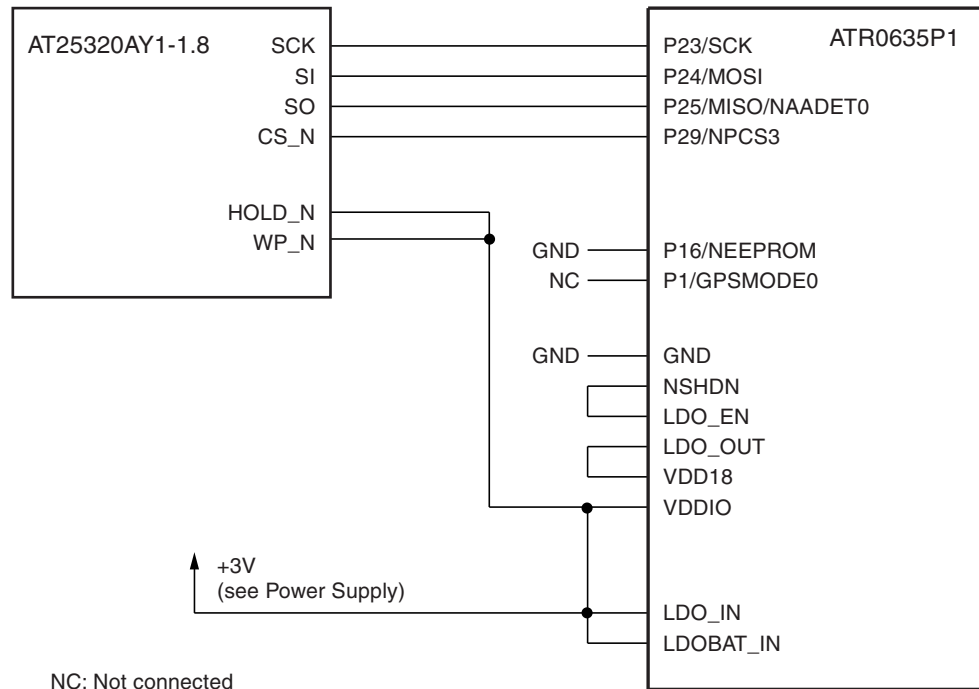 AT25320AY1-1.8
SCK
SI
SO
CS_N
HOLD_N
WP_N
ATR0635P1
P23/SCK
P24/MOSI
P25/MISO/NAADET0
P29/NPCS3
GND
P16/NEEPROM
NC
P1/GPSMODE0
GND
GND
NSHDN
LDO_EN
LDO_OUT
VDD18
VDDIO
+3V
(see Power Supply)
LDO_IN
LDOBAT_IN
NC: Not connected